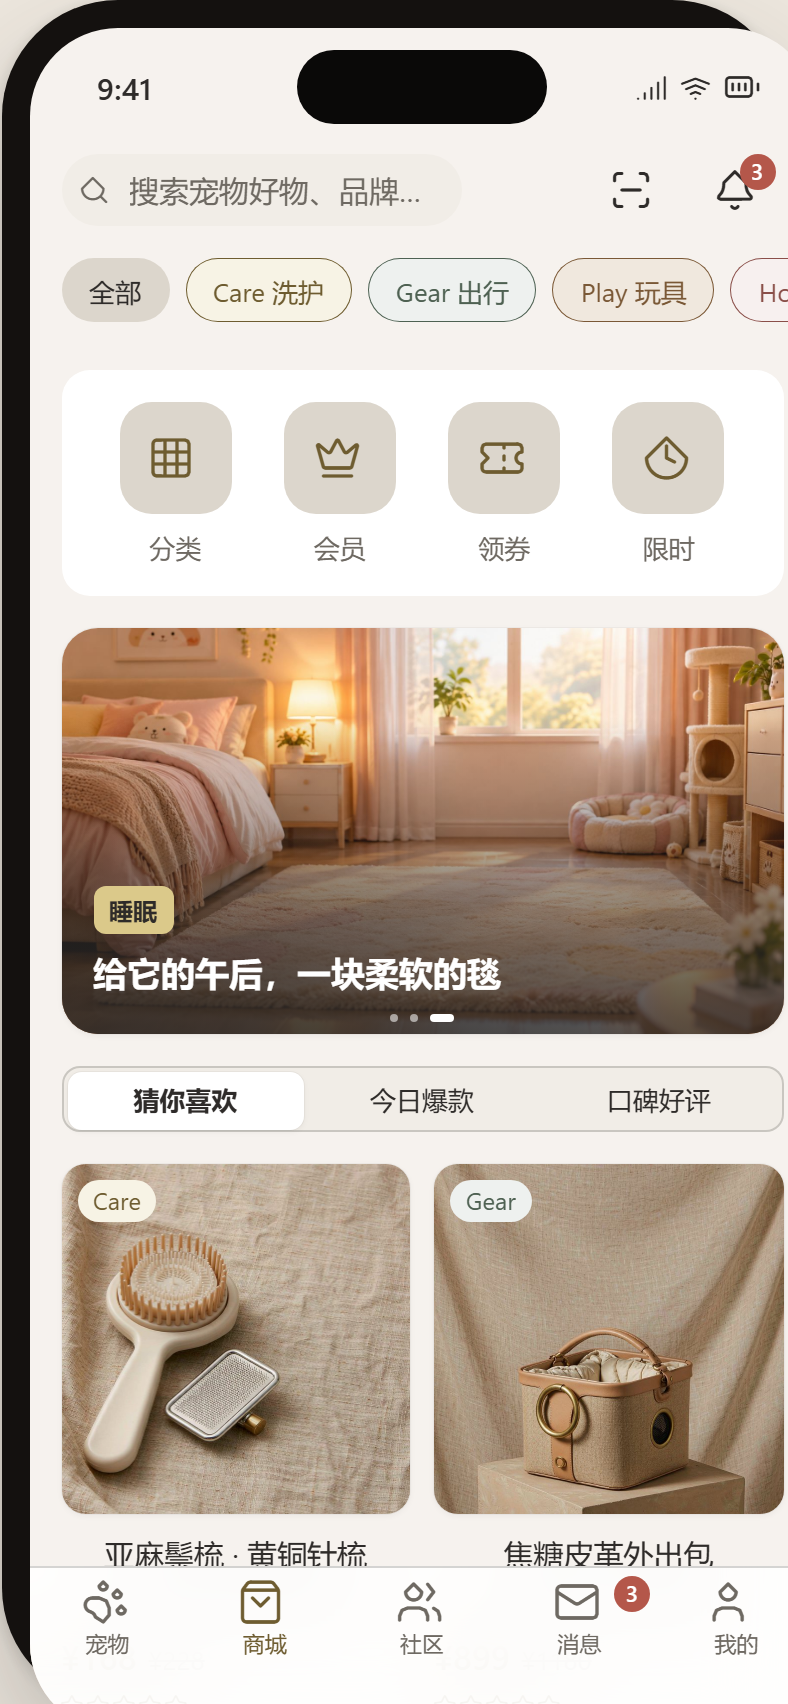 9:41
搜索宠物好物、品牌...
3
全部
Care 洗护
Gear 出行
Play 玩具
分类
会员
领券
限时
睡眠
给它的午后，一块柔软的毯
猜你喜欢
今日爆款
口碑好评
Care
Gear
亚麻鬃梳 · 黄铜针梳
焦糖皮革外出包
宠物
商城
社区
消息
3
我的